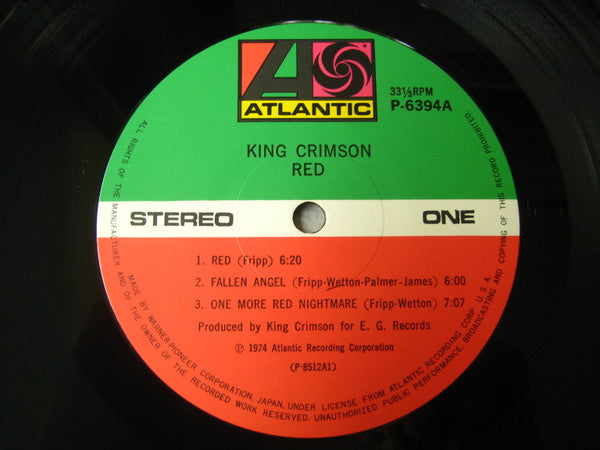 ATLANTIC
33⅓RPM
P-6394A
KING CRIMSON
RED
STEREO
ONE
1. RED (Fripp) 6:20
2. FALLEN ANGEL (Fripp-Wetton-Palmer-James) 6:00
3. ONE MORE RED NIGHTMARE (Fripp-Wetton) 7:07
Produced by King Crimson for E. G. Records
℗ 1974 Atlantic Recording Corporation
(P-8512A1)
MADE BY WARNER-PIONEER CORPORATION, JAPAN, UNDER LICENSE FROM ATLANTIC RECORDING CORP. U.S.A.
ALL RIGHTS OF THE MANUFACTURER AND OF THE OWNER OF THE RECORDED WORK RESERVED. UNAUTHORIZED PUBLIC PERFORMANCE, BROADCASTING AND COPYING OF THIS RECORD PROHIBITED.